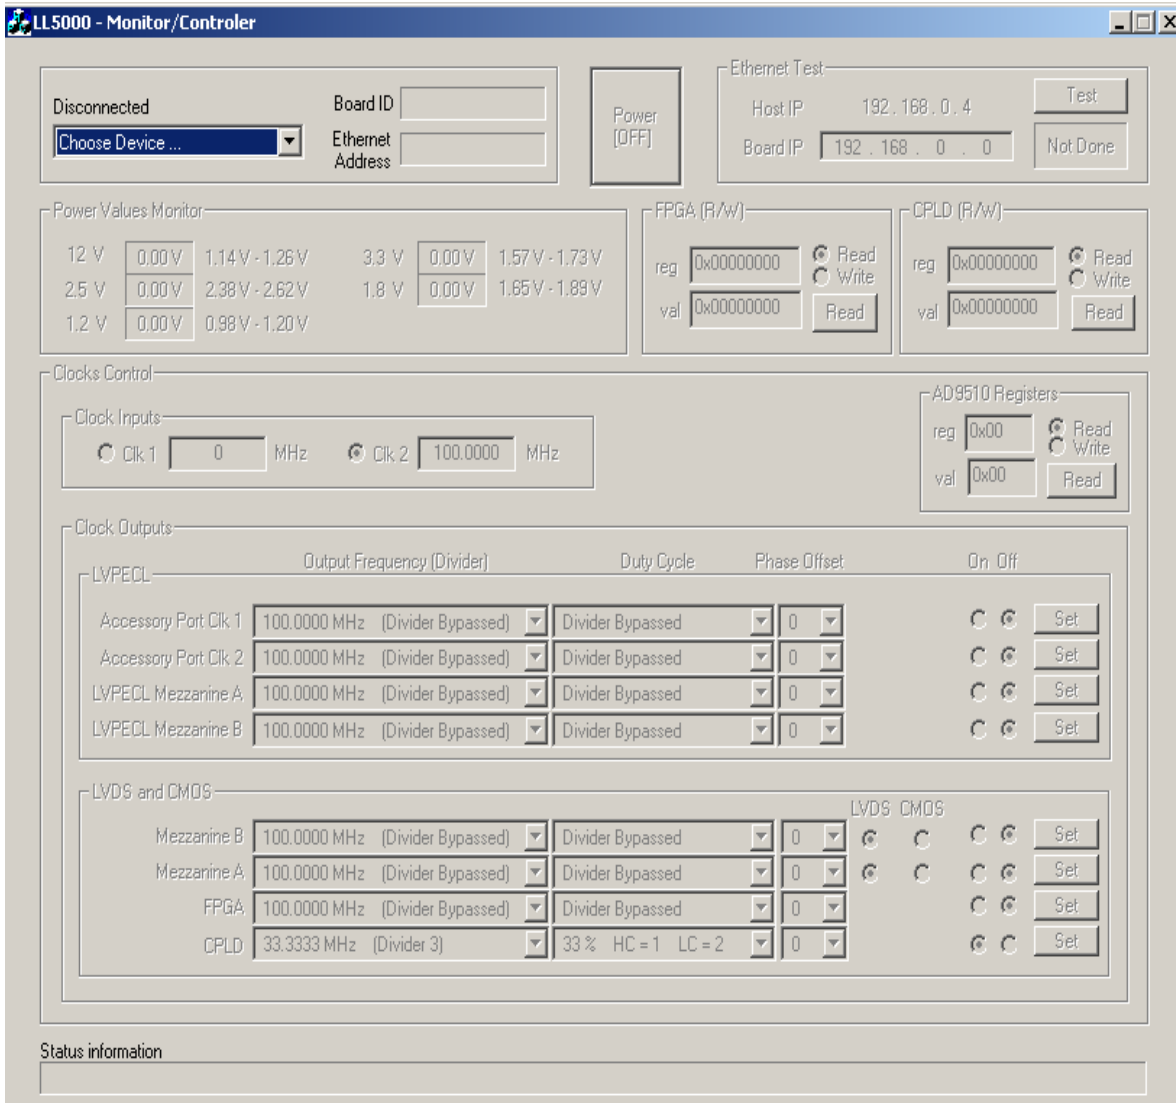 LL5000 - Monitor/Controler
Disconnected
Choose Device ...
Board ID
Ethernet
Address
Power
[OFF]
Ethernet Test
Host IP 192.168.0.4 Test
Board IP 192 . 168 . 0 . 0 Not Done
Power Values Monitor
12 V 0.00 V 1.14 V - 1.26 V 3.3 V 0.00 V 1.57 V - 1.73 V
2.5 V 0.00 V 2.38 V - 2.62 V 1.8 V 0.00 V 1.65 V - 1.89 V
1.2 V 0.00 V 0.98 V - 1.20 V
FPGA (R/W)
reg 0x00000000 Read
Write
val 0x00000000 Read
CPLD (R/W)
reg 0x00000000 Read
Write
val 0x00000000 Read
Clocks Control
Clock Inputs
Clk 1 0 MHz Clk 2 100.0000 MHz
AD9510 Registers
reg 0x00 Read
Write
val 0x00 Read
Clock Outputs
Output Frequency (Divider) Duty Cycle Phase Offset On Off
LVPECL
Accessory Port Clk 1 100.0000 MHz (Divider Bypassed) Divider Bypassed 0 Set
Accessory Port Clk 2 100.0000 MHz (Divider Bypassed) Divider Bypassed 0 Set
LVPECL Mezzanine A 100.0000 MHz (Divider Bypassed) Divider Bypassed 0 Set
LVPECL Mezzanine B 100.0000 MHz (Divider Bypassed) Divider Bypassed 0 Set
LVDS and CMOS
LVDS CMOS
Mezzanine B 100.0000 MHz (Divider Bypassed) Divider Bypassed 0 Set
Mezzanine A 100.0000 MHz (Divider Bypassed) Divider Bypassed 0 Set
FPGA 100.0000 MHz (Divider Bypassed) Divider Bypassed 0 Set
CPLD 33.3333 MHz (Divider 3) 33 % HC = 1 LC = 2 0 Set
Status information